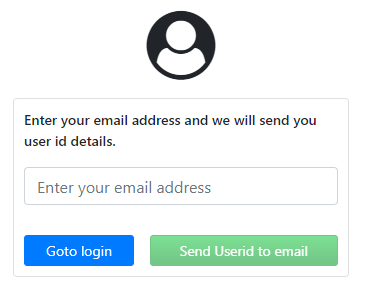 Enter your email address and we will send you
user id details.
Enter your email address
Goto login
Send Userid to email